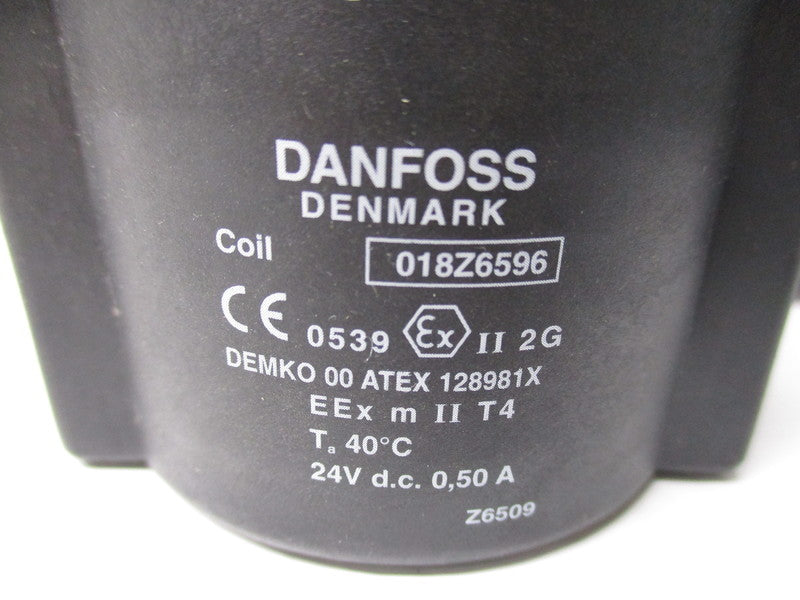 DANFOSS
DENMARK
Coil 018Z6596
CE 0539 Ex II 2G
DEMKO 00 ATEX 128981X
EEx m II T4
Ta 40°C
24V d.c. 0,50 A
Z6509